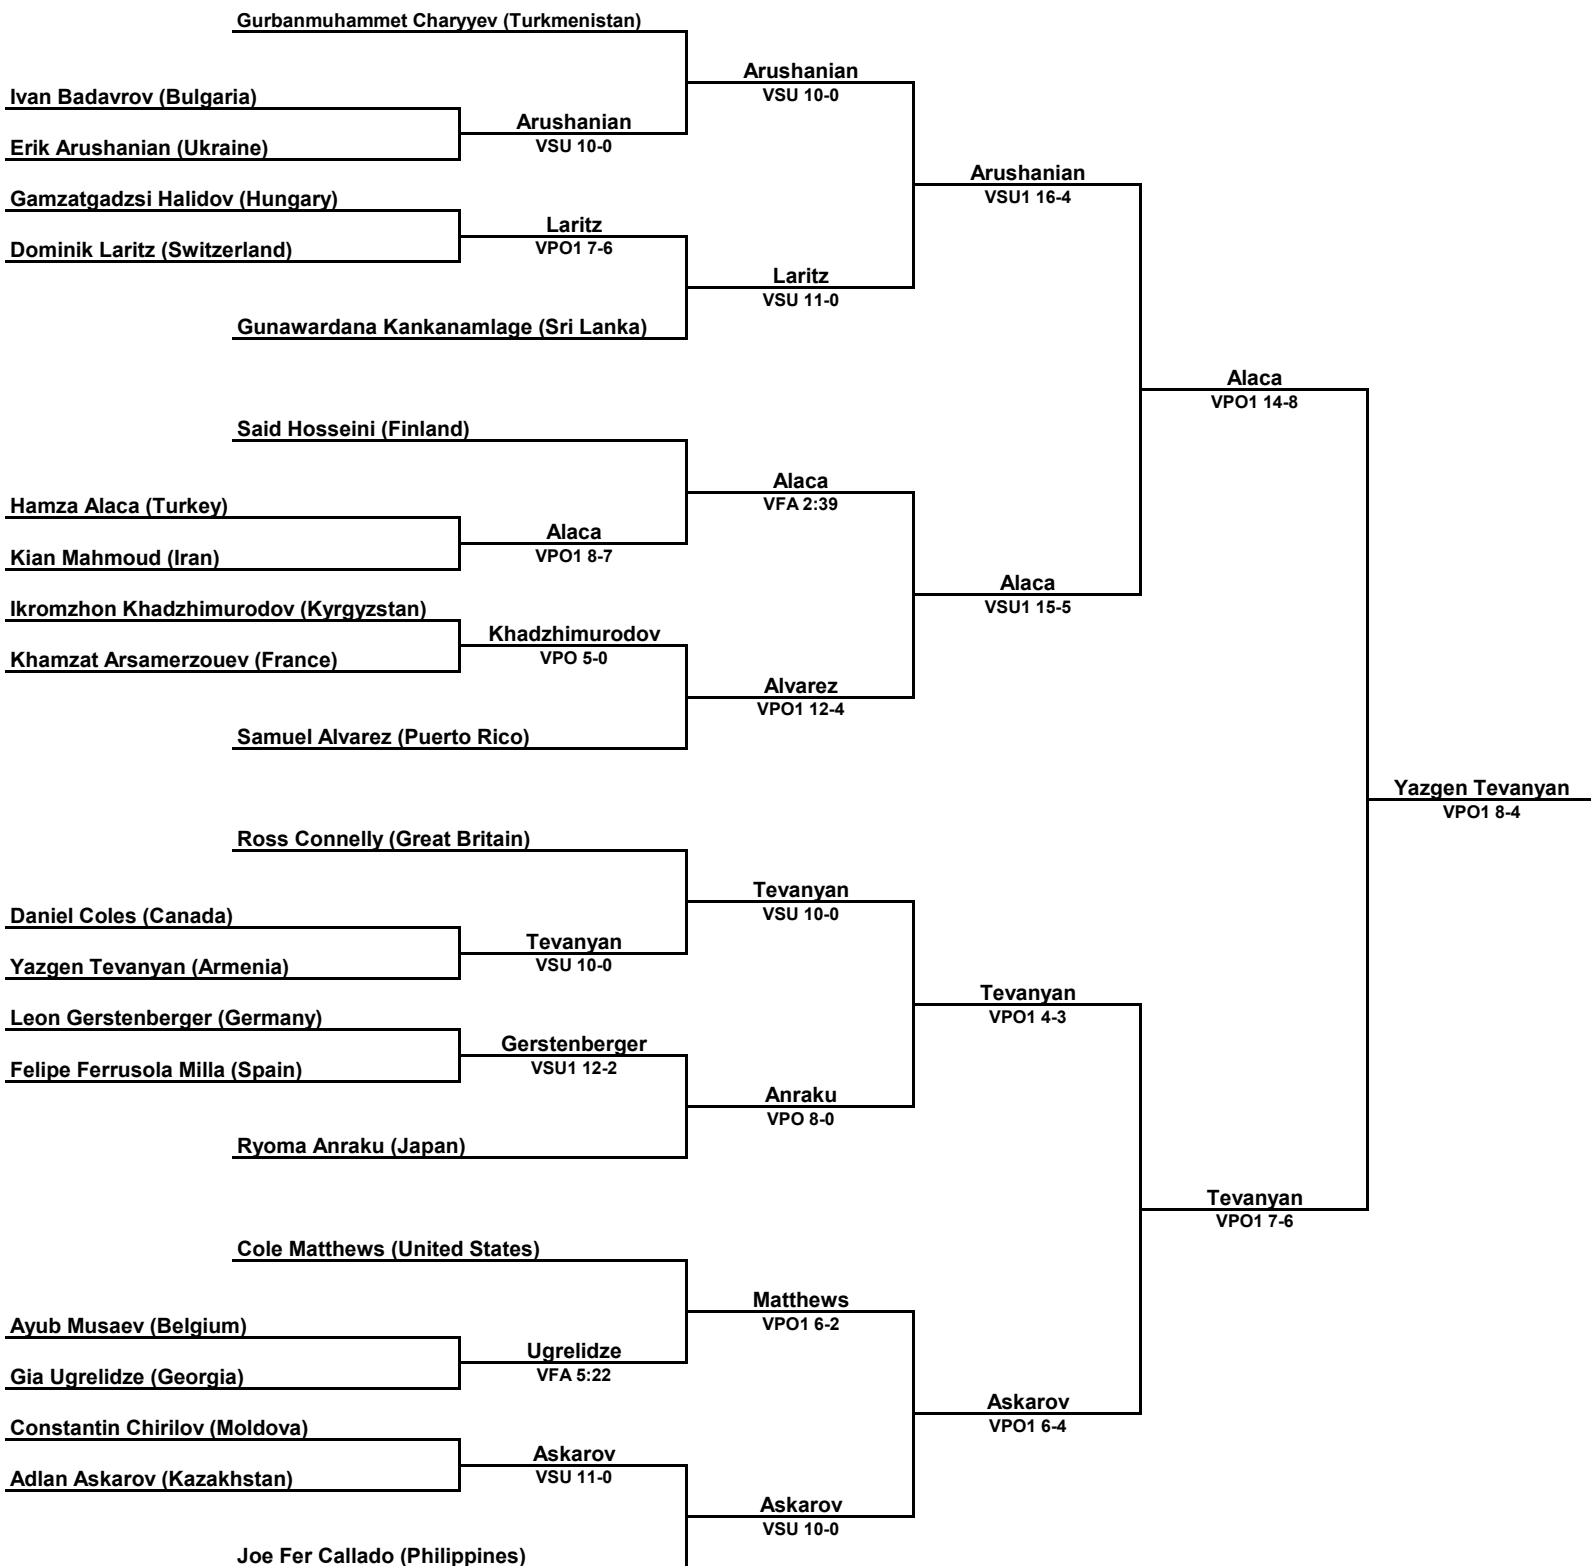 Gurbanmuhammet Charyyev (Turkmenistan)
Arushanian
VSU 10-0
Ivan Badavrov (Bulgaria)
Arushanian
VSU 10-0
Erik Arushanian (Ukraine)
Arushanian
VSU1 16-4
Gamzatgadzsi Halidov (Hungary)
Laritz
VPO1 7-6
Dominik Laritz (Switzerland)
Laritz
VSU 11-0
Gunawardana Kankanamlage (Sri Lanka)
Alaca
VPO1 14-8
Said Hosseini (Finland)
Alaca
VFA 2:39
Hamza Alaca (Turkey)
Alaca
VPO1 8-7
Kian Mahmoud (Iran)
Alaca
VSU1 15-5
Ikromzhon Khadzhimurodov (Kyrgyzstan)
Khadzhimurodov
VPO 5-0
Khamzat Arsamerzouev (France)
Alvarez
VPO1 12-4
Samuel Alvarez (Puerto Rico)
Yazgen Tevanyan
VPO1 8-4
Ross Connelly (Great Britain)
Tevanyan
VSU 10-0
Daniel Coles (Canada)
Tevanyan
VSU 10-0
Yazgen Tevanyan (Armenia)
Tevanyan
VPO1 4-3
Leon Gerstenberger (Germany)
Gerstenberger
VSU1 12-2
Felipe Ferrusola Milla (Spain)
Anraku
VPO 8-0
Ryoma Anraku (Japan)
Tevanyan
VPO1 7-6
Cole Matthews (United States)
Matthews
VPO1 6-2
Ayub Musaev (Belgium)
Ugrelidze
VFA 5:22
Gia Ugrelidze (Georgia)
Askarov
VPO1 6-4
Constantin Chirilov (Moldova)
Askarov
VSU 11-0
Adlan Askarov (Kazakhstan)
Askarov
VSU 10-0
Joe Fer Callado (Philippines)